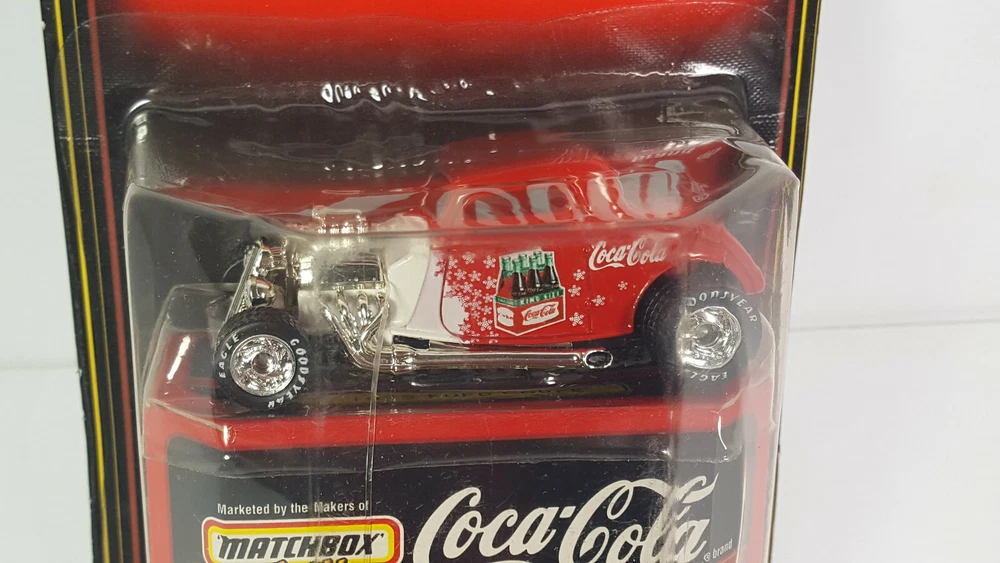 Coca-Cola
KING SIZE
Coca-Cola
EAGLE
GOODYEAR
GOODYEAR
EAGLE
Marketed by the Makers of
MATCHBOX
Coca-Cola
® brand